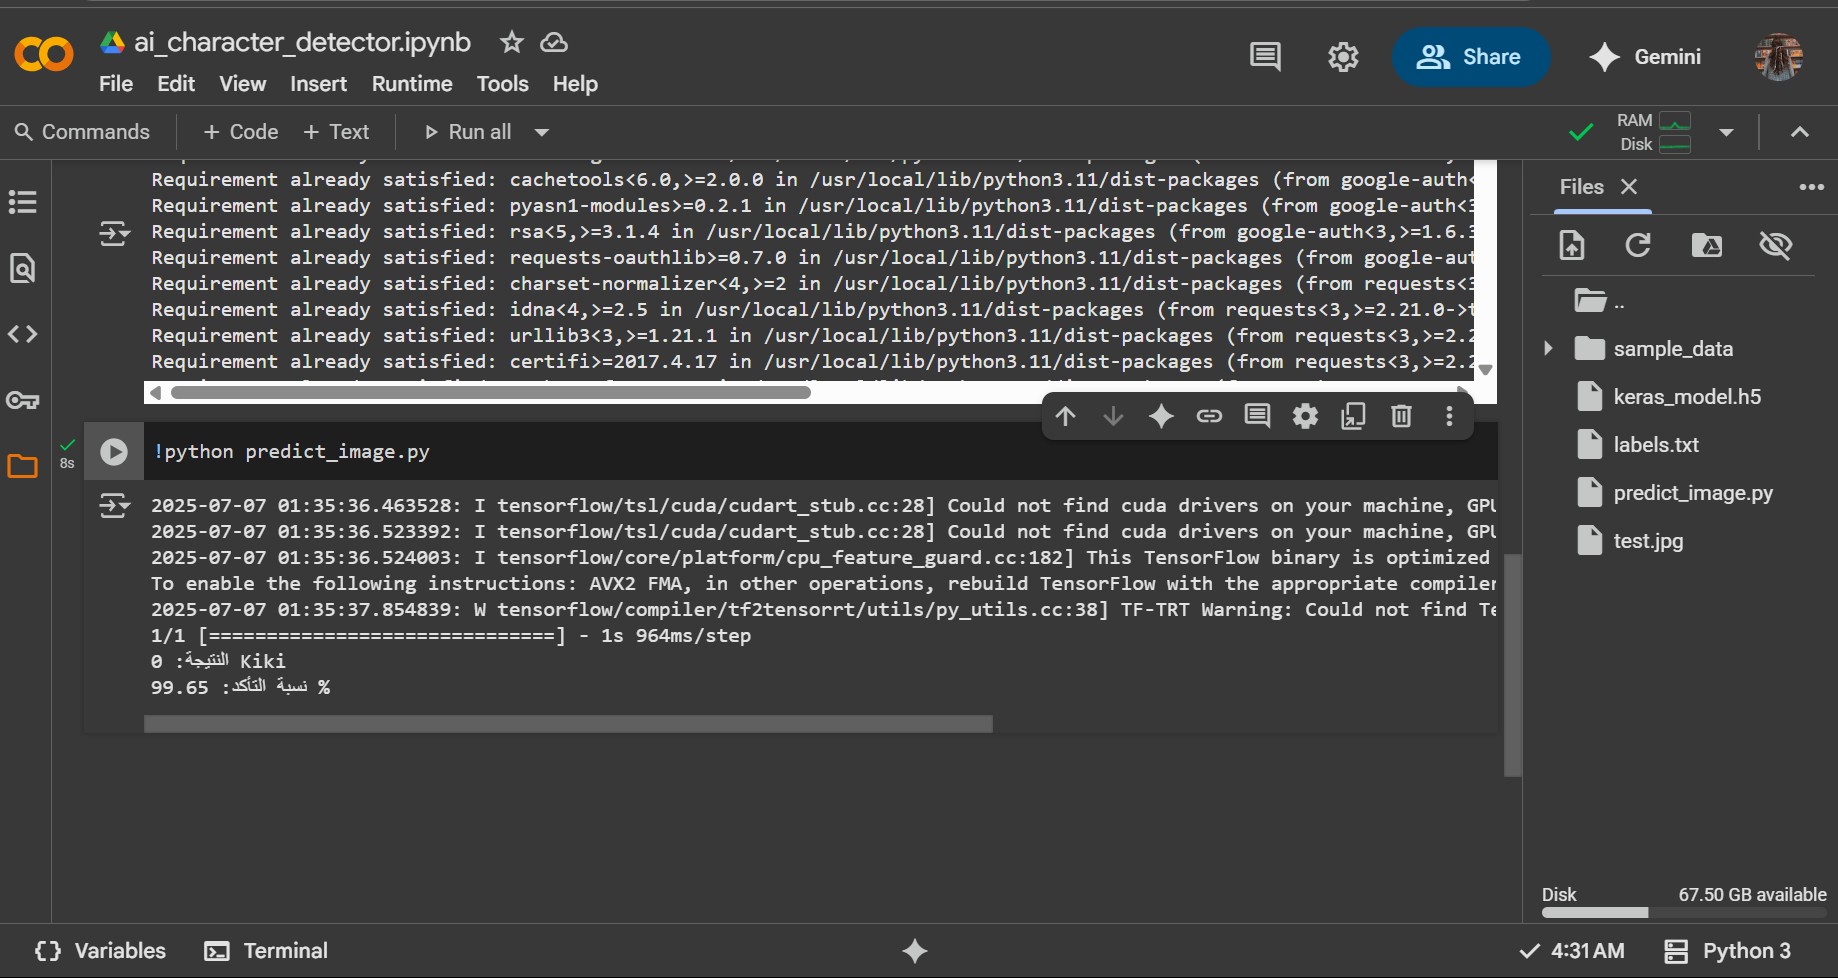 ai_character_detector.ipynb
File Edit View Insert Runtime Tools Help
Share
Gemini
Commands + Code + Text Run all
RAM
Disk
Requirement already satisfied: cachetools<6.0,>=2.0.0 in /usr/local/lib/python3.11/dist-packages (from google-auth<
Requirement already satisfied: pyasn1-modules>=0.2.1 in /usr/local/lib/python3.11/dist-packages (from google-auth<3
Requirement already satisfied: rsa<5,>=3.1.4 in /usr/local/lib/python3.11/dist-packages (from google-auth<3,>=1.6.3
Requirement already satisfied: requests-oauthlib>=0.7.0 in /usr/local/lib/python3.11/dist-packages (from google-aut
Requirement already satisfied: charset-normalizer<4,>=2 in /usr/local/lib/python3.11/dist-packages (from requests<3
Requirement already satisfied: idna<4,>=2.5 in /usr/local/lib/python3.11/dist-packages (from requests<3,>=2.21.0->t
Requirement already satisfied: urllib3<3,>=1.21.1 in /usr/local/lib/python3.11/dist-packages (from requests<3,>=2.2
Requirement already satisfied: certifi>=2017.4.17 in /usr/local/lib/python3.11/dist-packages (from requests<3,>=2.2
8s
!python predict_image.py
2025-07-07 01:35:36.463528: I tensorflow/tsl/cuda/cudart_stub.cc:28] Could not find cuda drivers on your machine, GPU
2025-07-07 01:35:36.523392: I tensorflow/tsl/cuda/cudart_stub.cc:28] Could not find cuda drivers on your machine, GPU
2025-07-07 01:35:36.524003: I tensorflow/core/platform/cpu_feature_guard.cc:182] This TensorFlow binary is optimized
To enable the following instructions: AVX2 FMA, in other operations, rebuild TensorFlow with the appropriate compiler
2025-07-07 01:35:37.854839: W tensorflow/compiler/tf2tensorrt/utils/py_utils.cc:38] TF-TRT Warning: Could not find Te
1/1 [==============================] - 1s 964ms/step
النتيجة: 0 Kiki
نسبة التأكد: 99.65 %
Files
..
sample_data
keras_model.h5
labels.txt
predict_image.py
test.jpg
Disk 67.50 GB available
Variables Terminal
4:31 AM Python 3